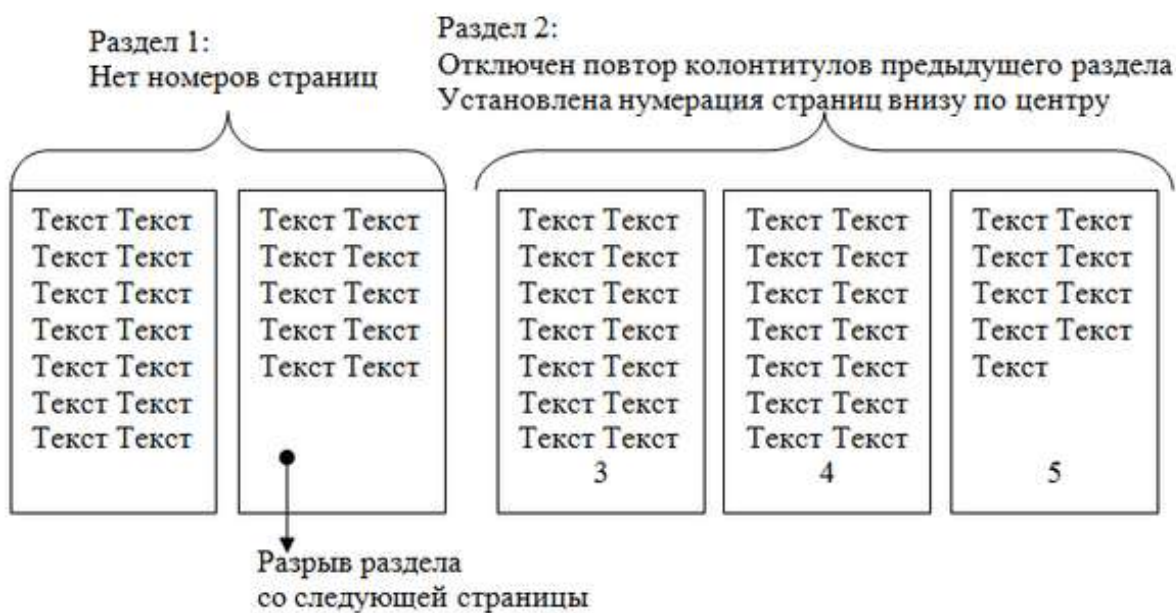 Раздел 1:
Нет номеров страниц
Раздел 2:
Отключен повтор колонтитулов предыдущего раздела
Установлена нумерация страниц внизу по центру
Текст Текст
Текст Текст
Текст Текст
Текст Текст
Текст Текст
Текст Текст
Текст Текст
Текст Текст
Текст Текст
Текст Текст
Текст Текст
Текст Текст
Разрыв раздела
со следующей страницы
Текст Текст
Текст Текст
Текст Текст
Текст Текст
Текст Текст
Текст Текст
Текст Текст
3
Текст Текст
Текст Текст
Текст Текст
Текст Текст
Текст Текст
Текст Текст
Текст Текст
4
Текст Текст
Текст Текст
Текст Текст
Текст Текст
Текст
5